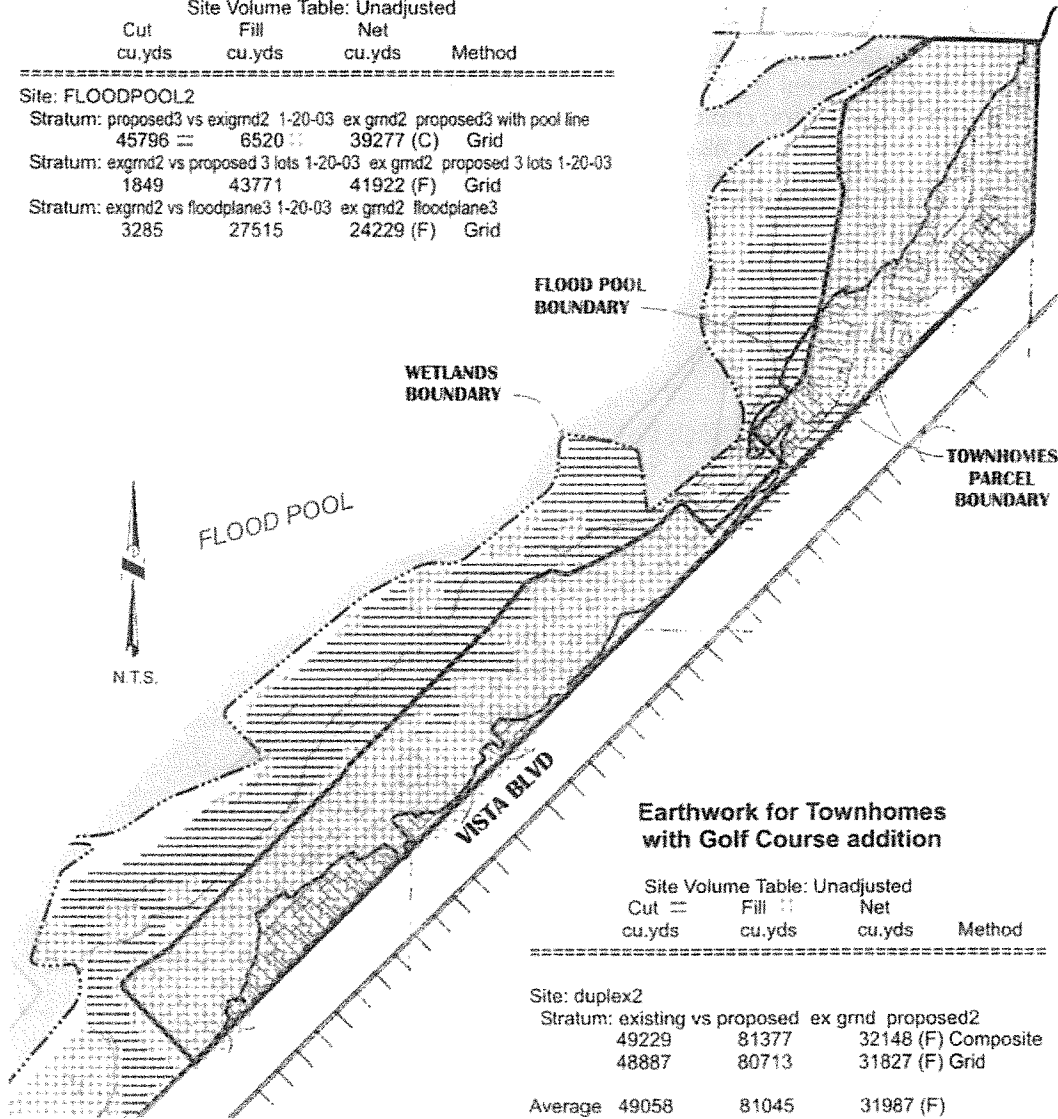 Site Volume Table: Unadjusted
Cut Fill Net
cu.yds cu.yds cu.yds Method
==================================================
Site: FLOODPOOL2
Stratum: proposed3 vs exigrnd2 1-20-03 ex grnd2 proposed3 with pool line
45796 = 6520 :: 39277 (C) Grid
Stratum: exgrnd2 vs proposed 3 lots 1-20-03 ex grnd2 proposed 3 lots 1-20-03
1849 43771 41922 (F) Grid
Stratum: exgrnd2 vs floodplane3 1-20-03 ex grnd2 floodplane3
3285 27515 24229 (F) Grid
FLOOD POOL
BOUNDARY
WETLANDS
BOUNDARY
TOWNHOMES
PARCEL
BOUNDARY
FLOOD POOL
N.T.S.
VISTA BLVD
Earthwork for Townhomes
with Golf Course addition
Site Volume Table: Unadjusted
Cut = Fill :: Net
cu.yds cu.yds cu.yds Method
==================================================
Site: duplex2
Stratum: existing vs proposed ex grnd proposed2
49229 81377 32148 (F) Composite
48887 80713 31827 (F) Grid
Average 49058 81045 31987 (F)